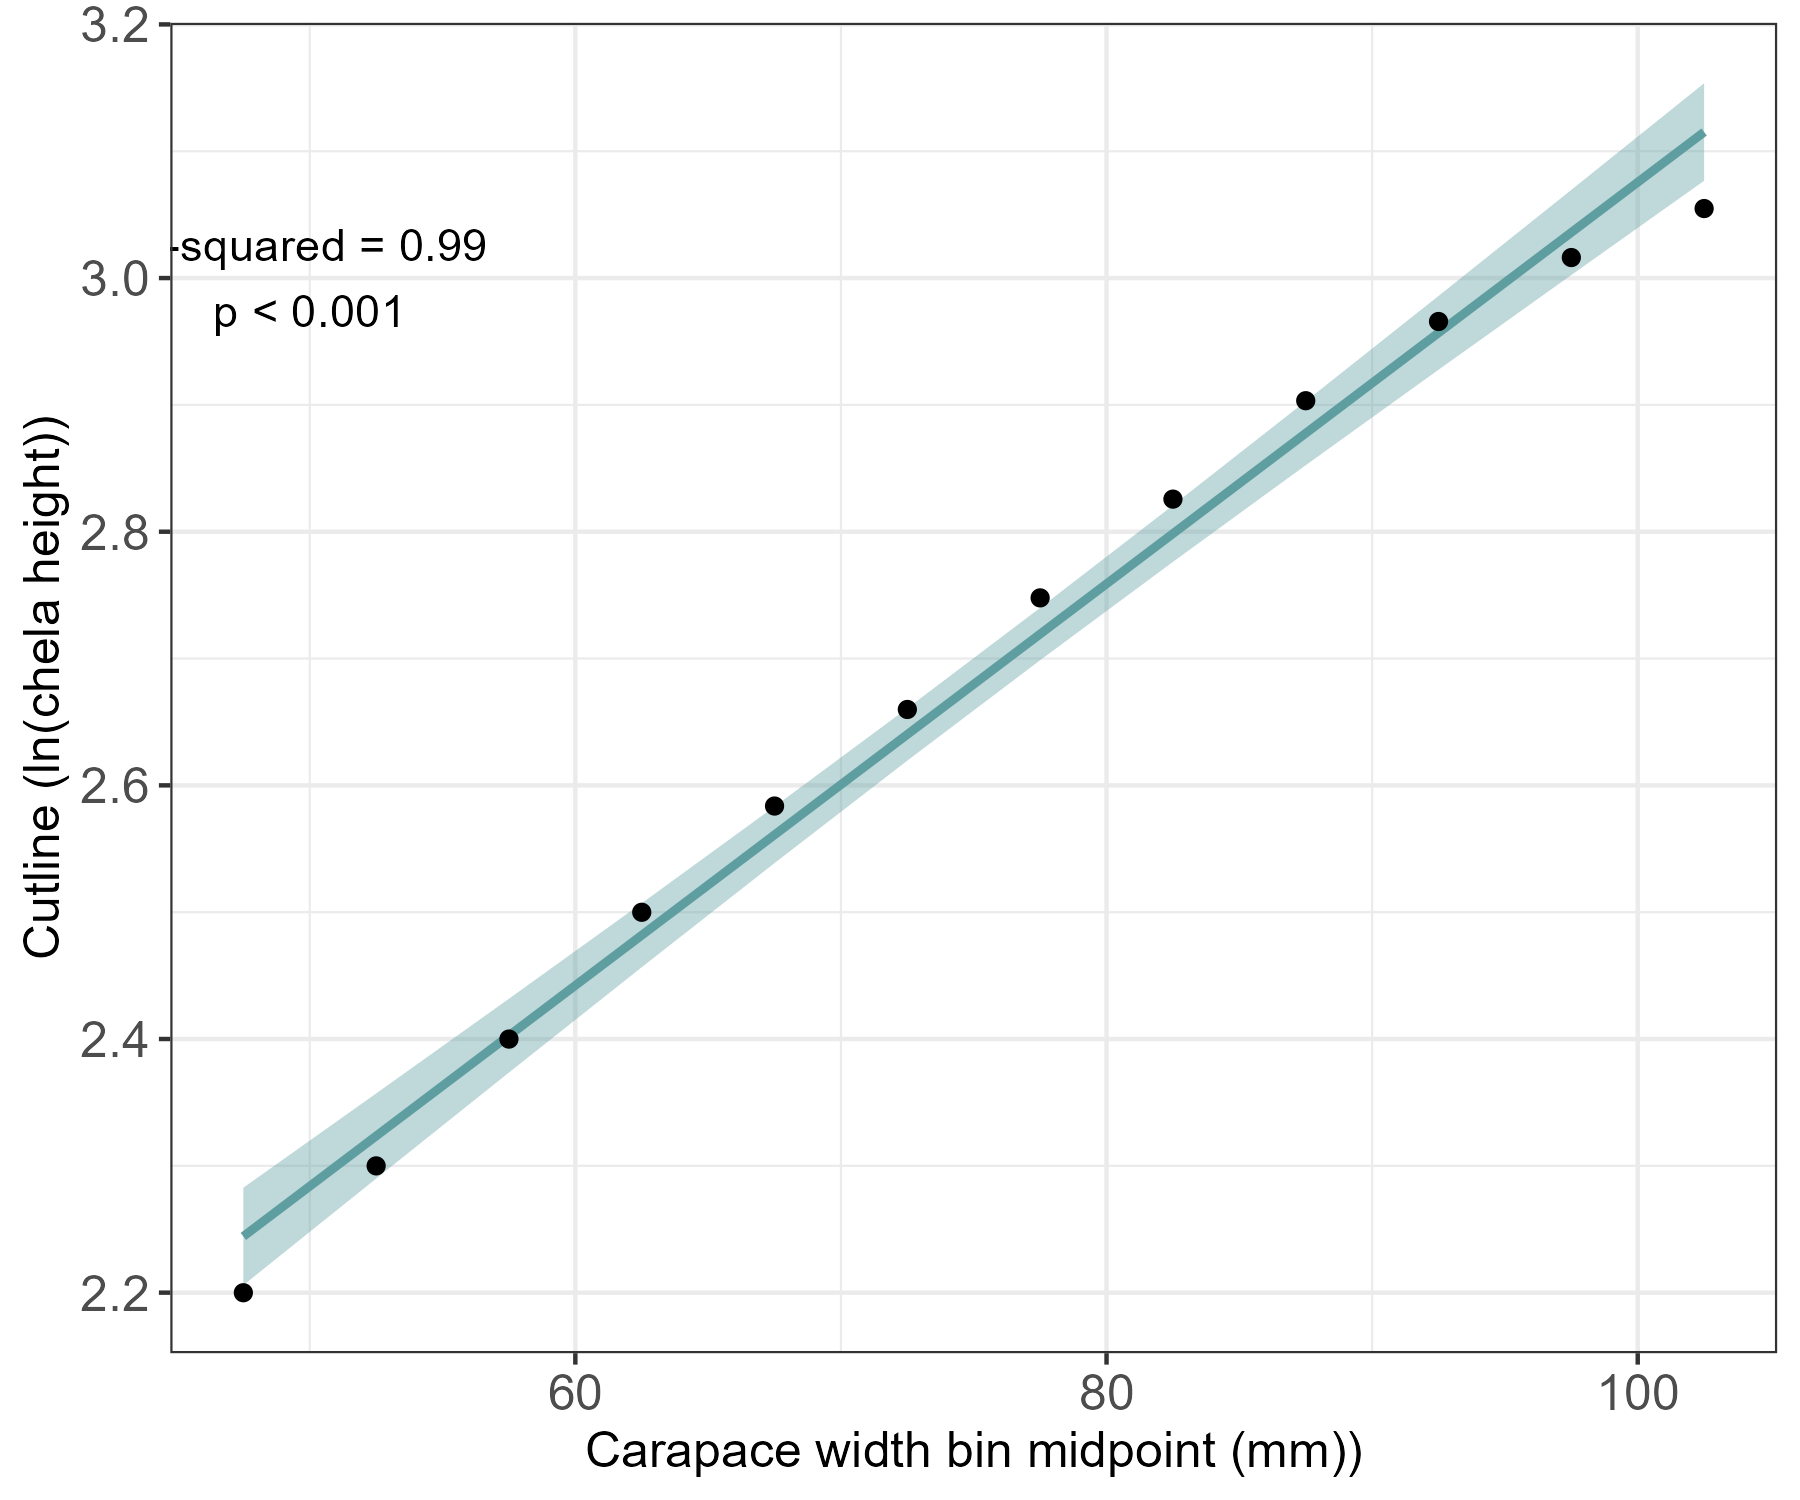 3.2
-squared = 0.99
3.0
p < 0.001
2.8
2.6
2.4
2.2
Cutline (ln(chela height))
60 80 100
Carapace width bin midpoint (mm))